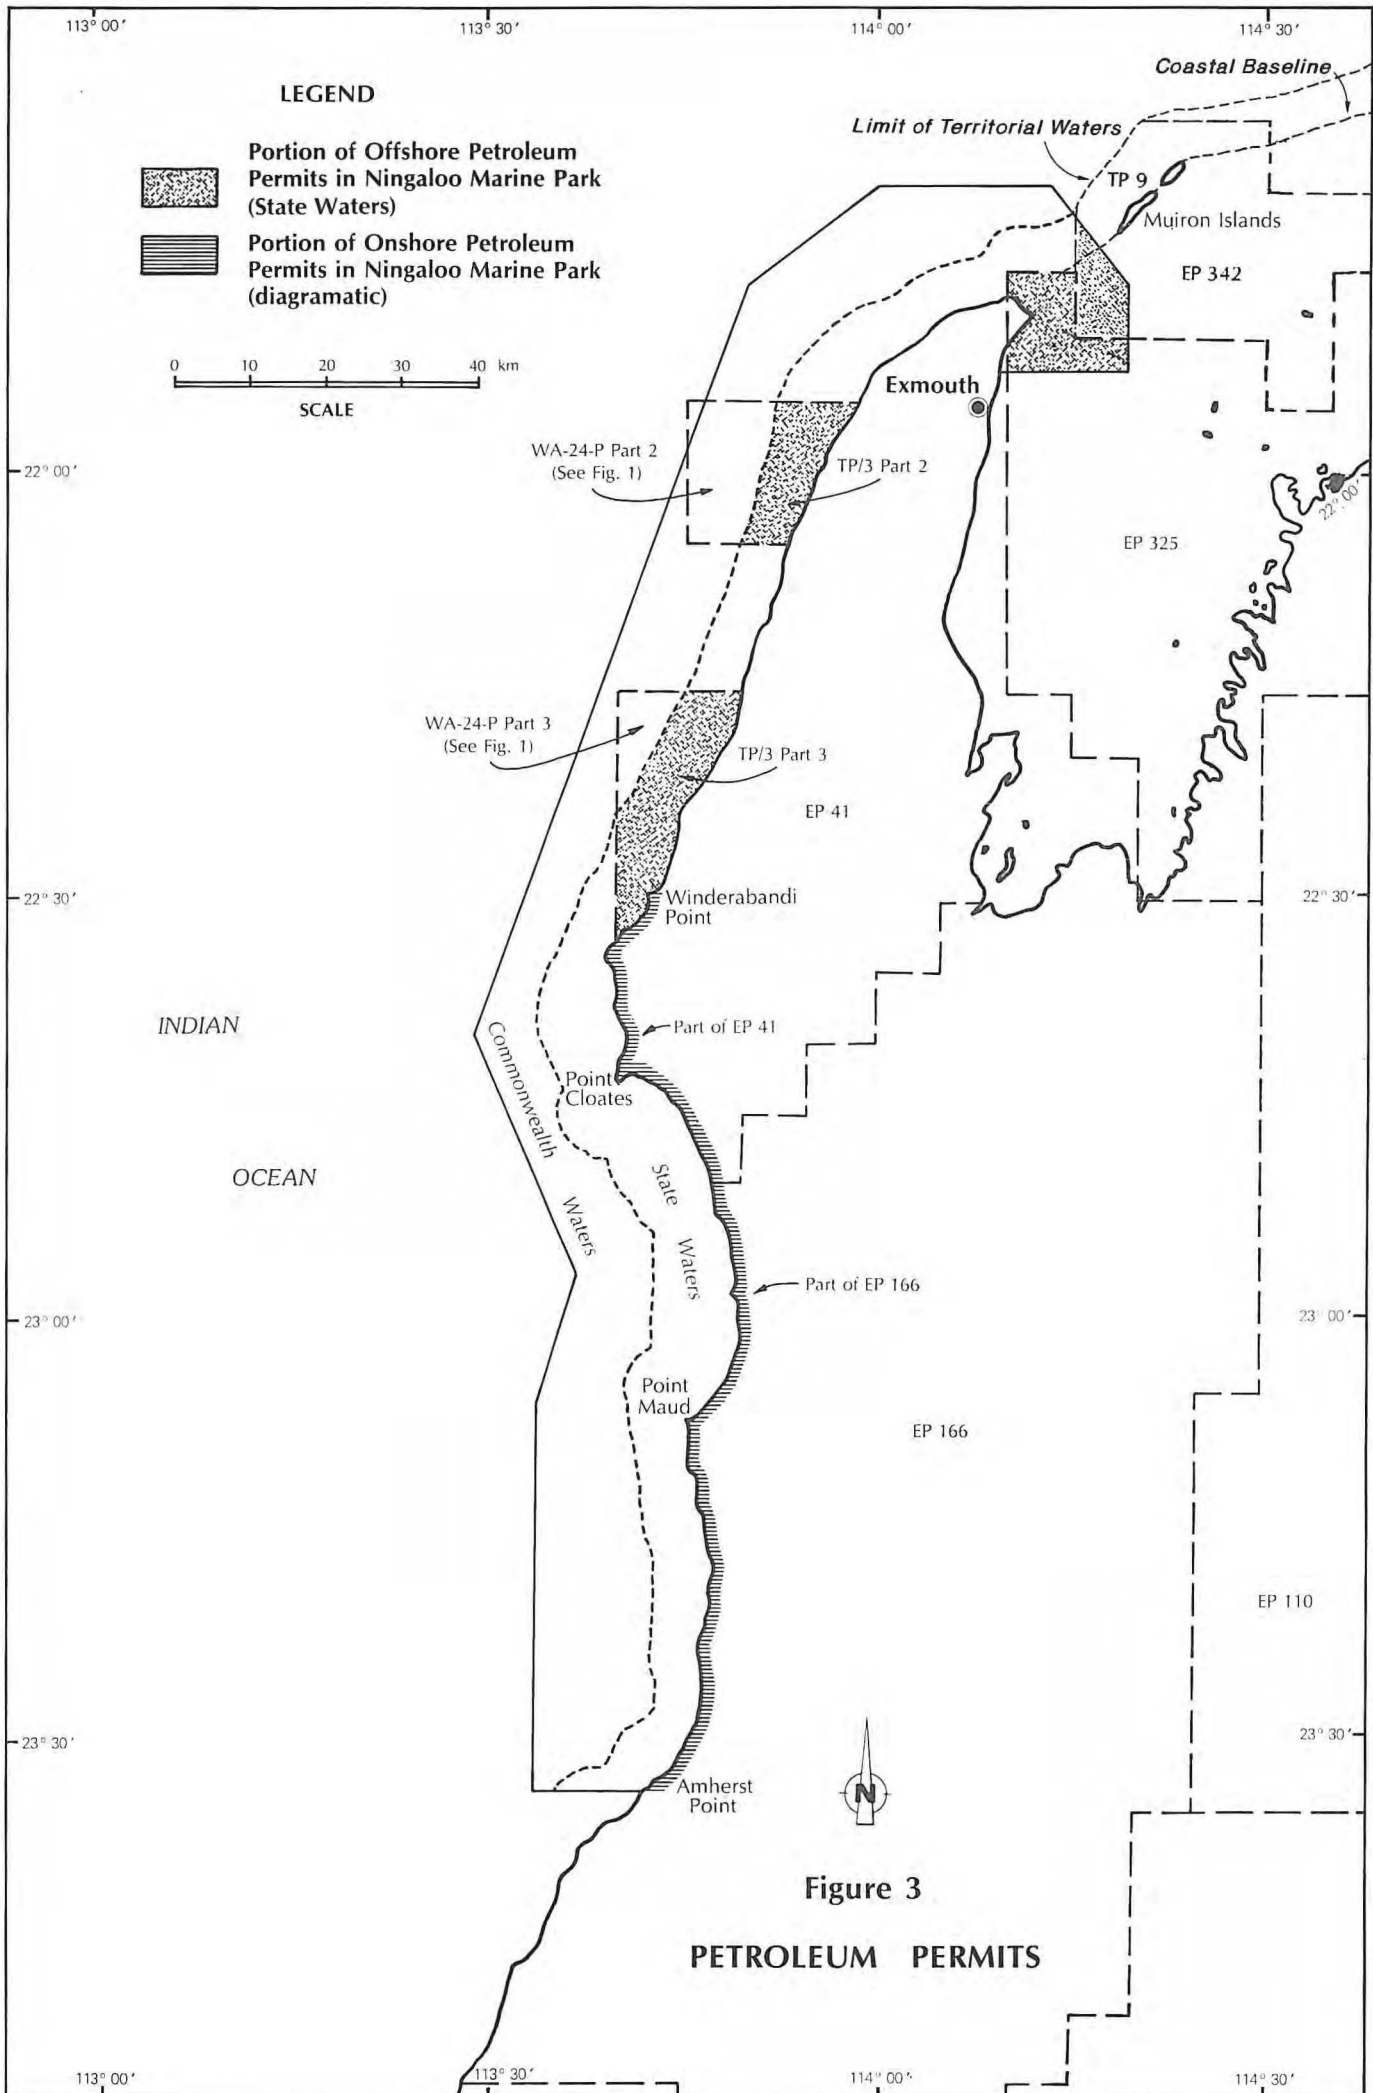 113° 00'
113° 30'
114° 00'
114° 30'
Coastal Baseline
Limit of Territorial Waters
LEGEND
Portion of Offshore Petroleum
Permits in Ningaloo Marine Park
(State Waters)
Portion of Onshore Petroleum
Permits in Ningaloo Marine Park
(diagramatic)
0 10 20 30 40 km
SCALE
TP 9
Muiron Islands
EP 342
Exmouth
WA-24-P Part 2
(See Fig. 1)
TP/3 Part 2
22° 00'
22° 00'
EP 325
WA-24-P Part 3
(See Fig. 1)
TP/3 Part 3
EP 41
22° 30'
Winderabandi
Point
22° 30'
INDIAN
OCEAN
Part of EP 41
Point
Cloates
Commonwealth
Waters
State
Waters
Part of EP 166
23° 00'
23° 00'
Point
Maud
EP 166
EP 110
23° 30'
23° 30'
Amherst
Point
N
Figure 3
PETROLEUM PERMITS
113° 00'
113° 30'
114° 00'
114° 30'